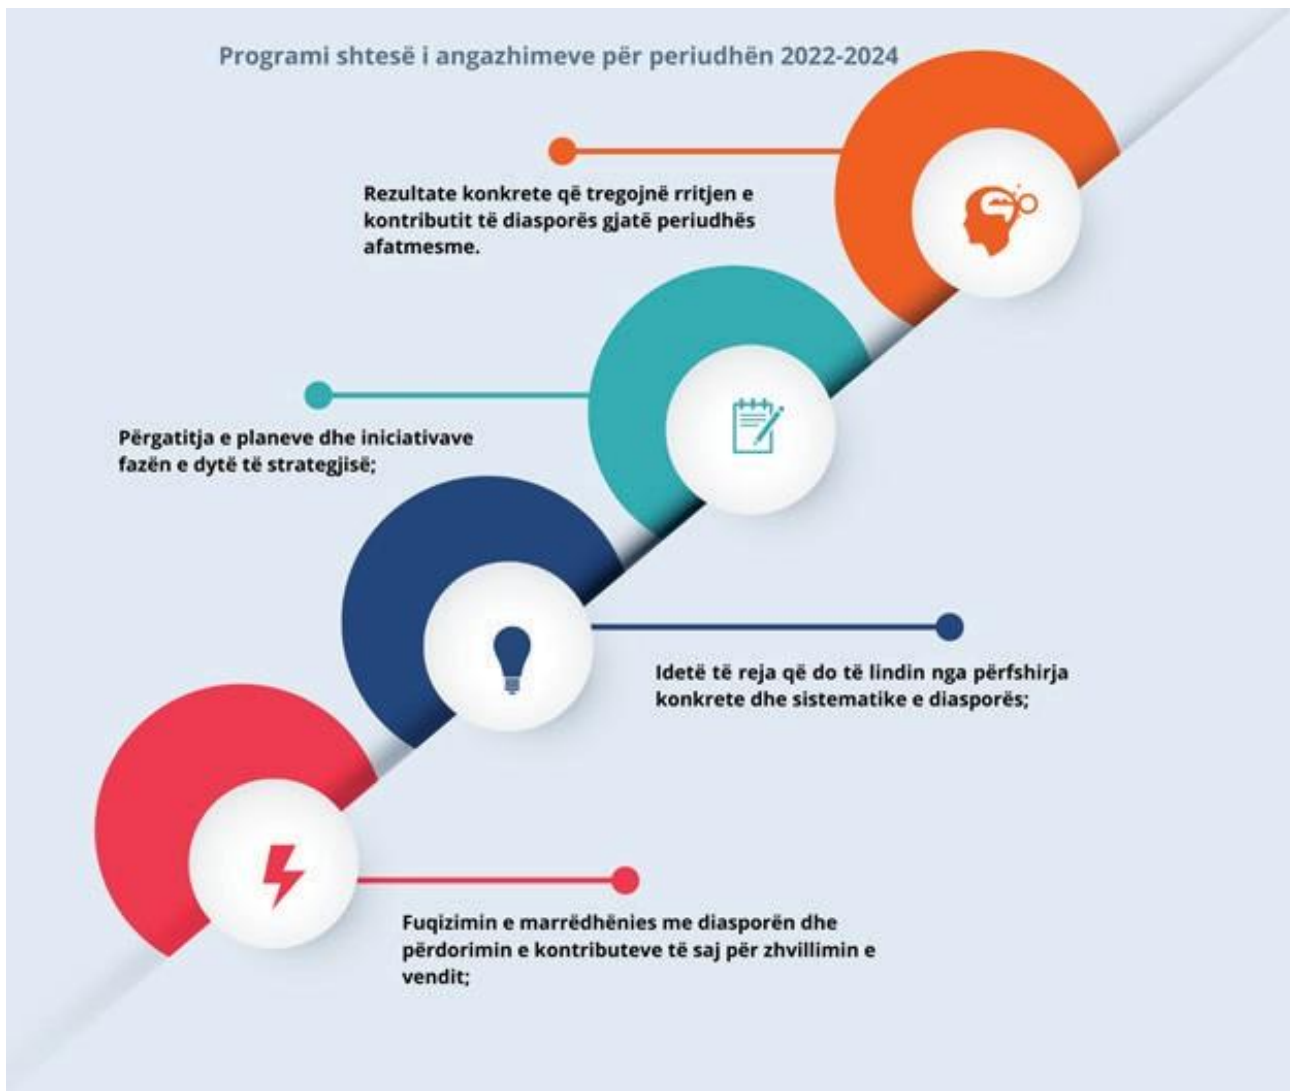 Programi shtesë i angazhimeve për periudhën 2022-2024
Rezultate konkrete që tregojnë rritjen e
kontributit të diasporës gjatë periudhës
afatmesme.
Përgatitja e planeve dhe iniciativave
fazën e dytë të strategjisë;
Idetë të reja që do të lindin nga përfshirja
konkrete dhe sistematike e diasporës;
Fuqizimin e marrëdhënies me diasporën dhe
përdorimin e kontributeve të saj për zhvillimin e
vendit;